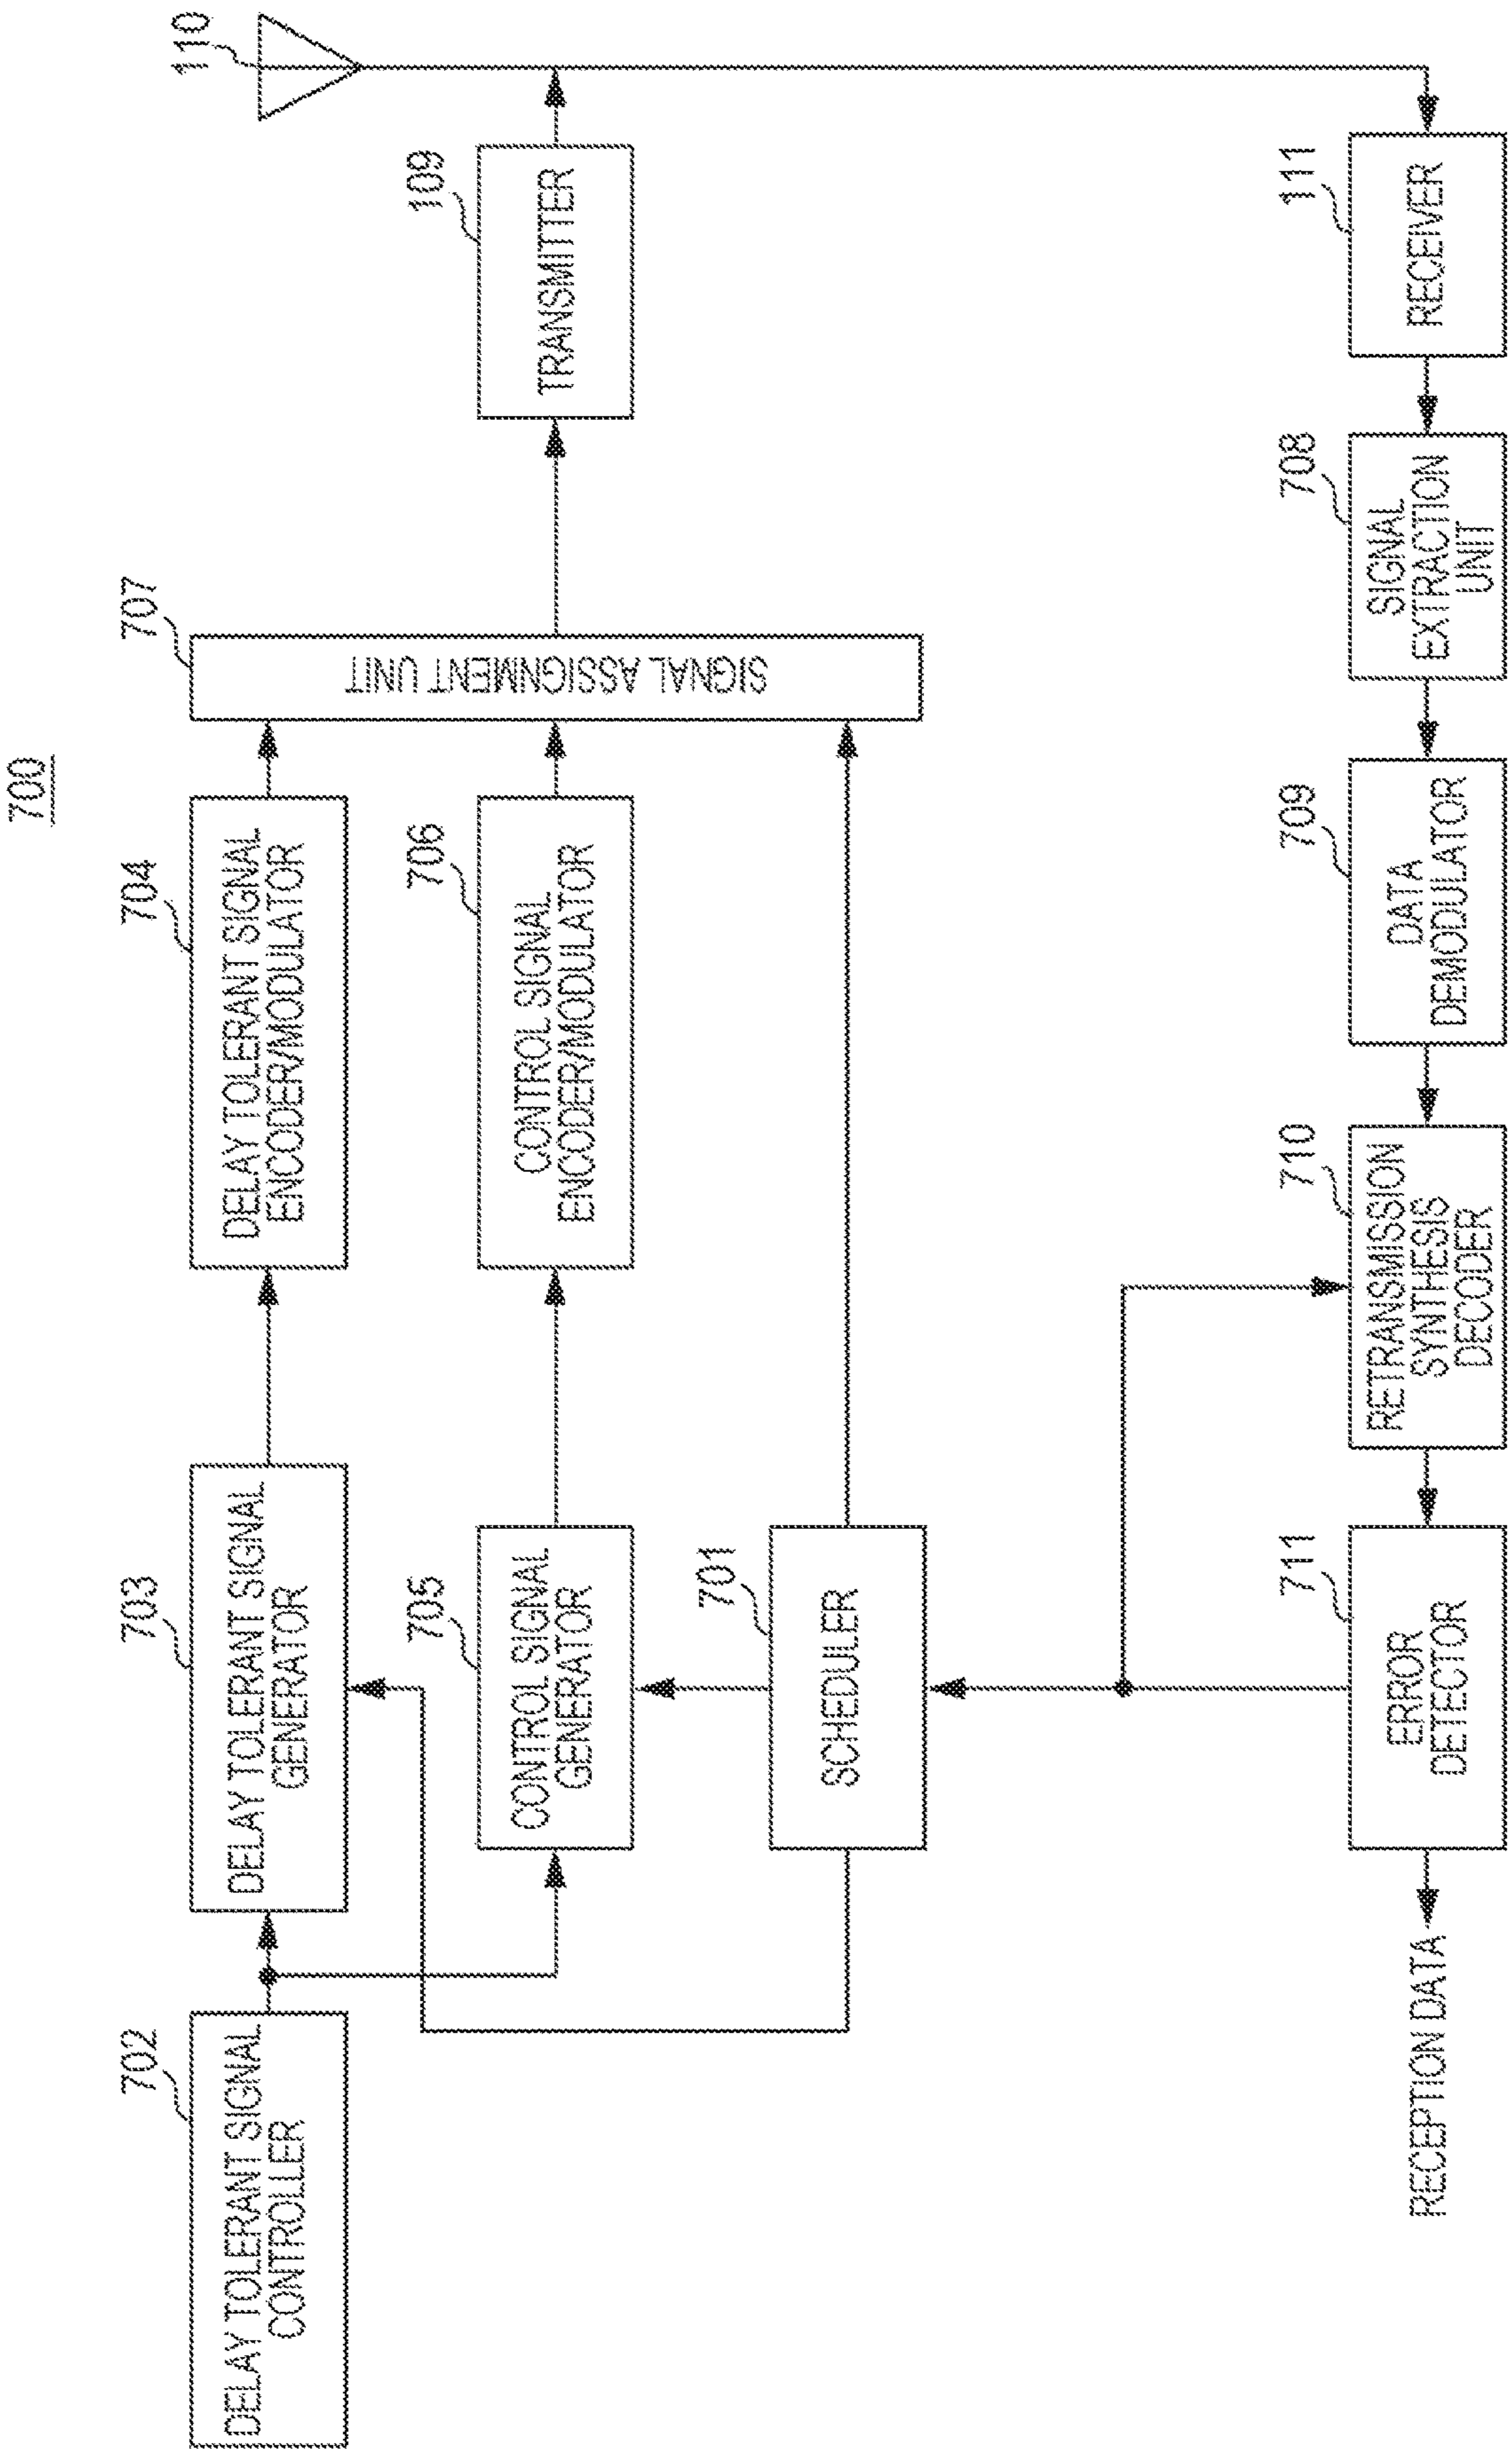 700
702
DELAY TOLERANT SIGNAL
CONTROLLER
703
DELAY TOLERANT SIGNAL
GENERATOR
704
DELAY TOLERANT SIGNAL
ENCODER/MODULATOR
707
SIGNAL ASSIGNMENT UNIT
110
705
CONTROL SIGNAL
GENERATOR
706
CONTROL SIGNAL
ENCODER/MODULATOR
109
TRANSMITTER
701
SCHEDULER
711
ERROR
DETECTOR
710
RETRANSMISSION
SYNTHESIS
DECODER
709
DATA
DEMODULATOR
708
SIGNAL
EXTRACTION
UNIT
111
RECEIVER
RECEPTION DATA